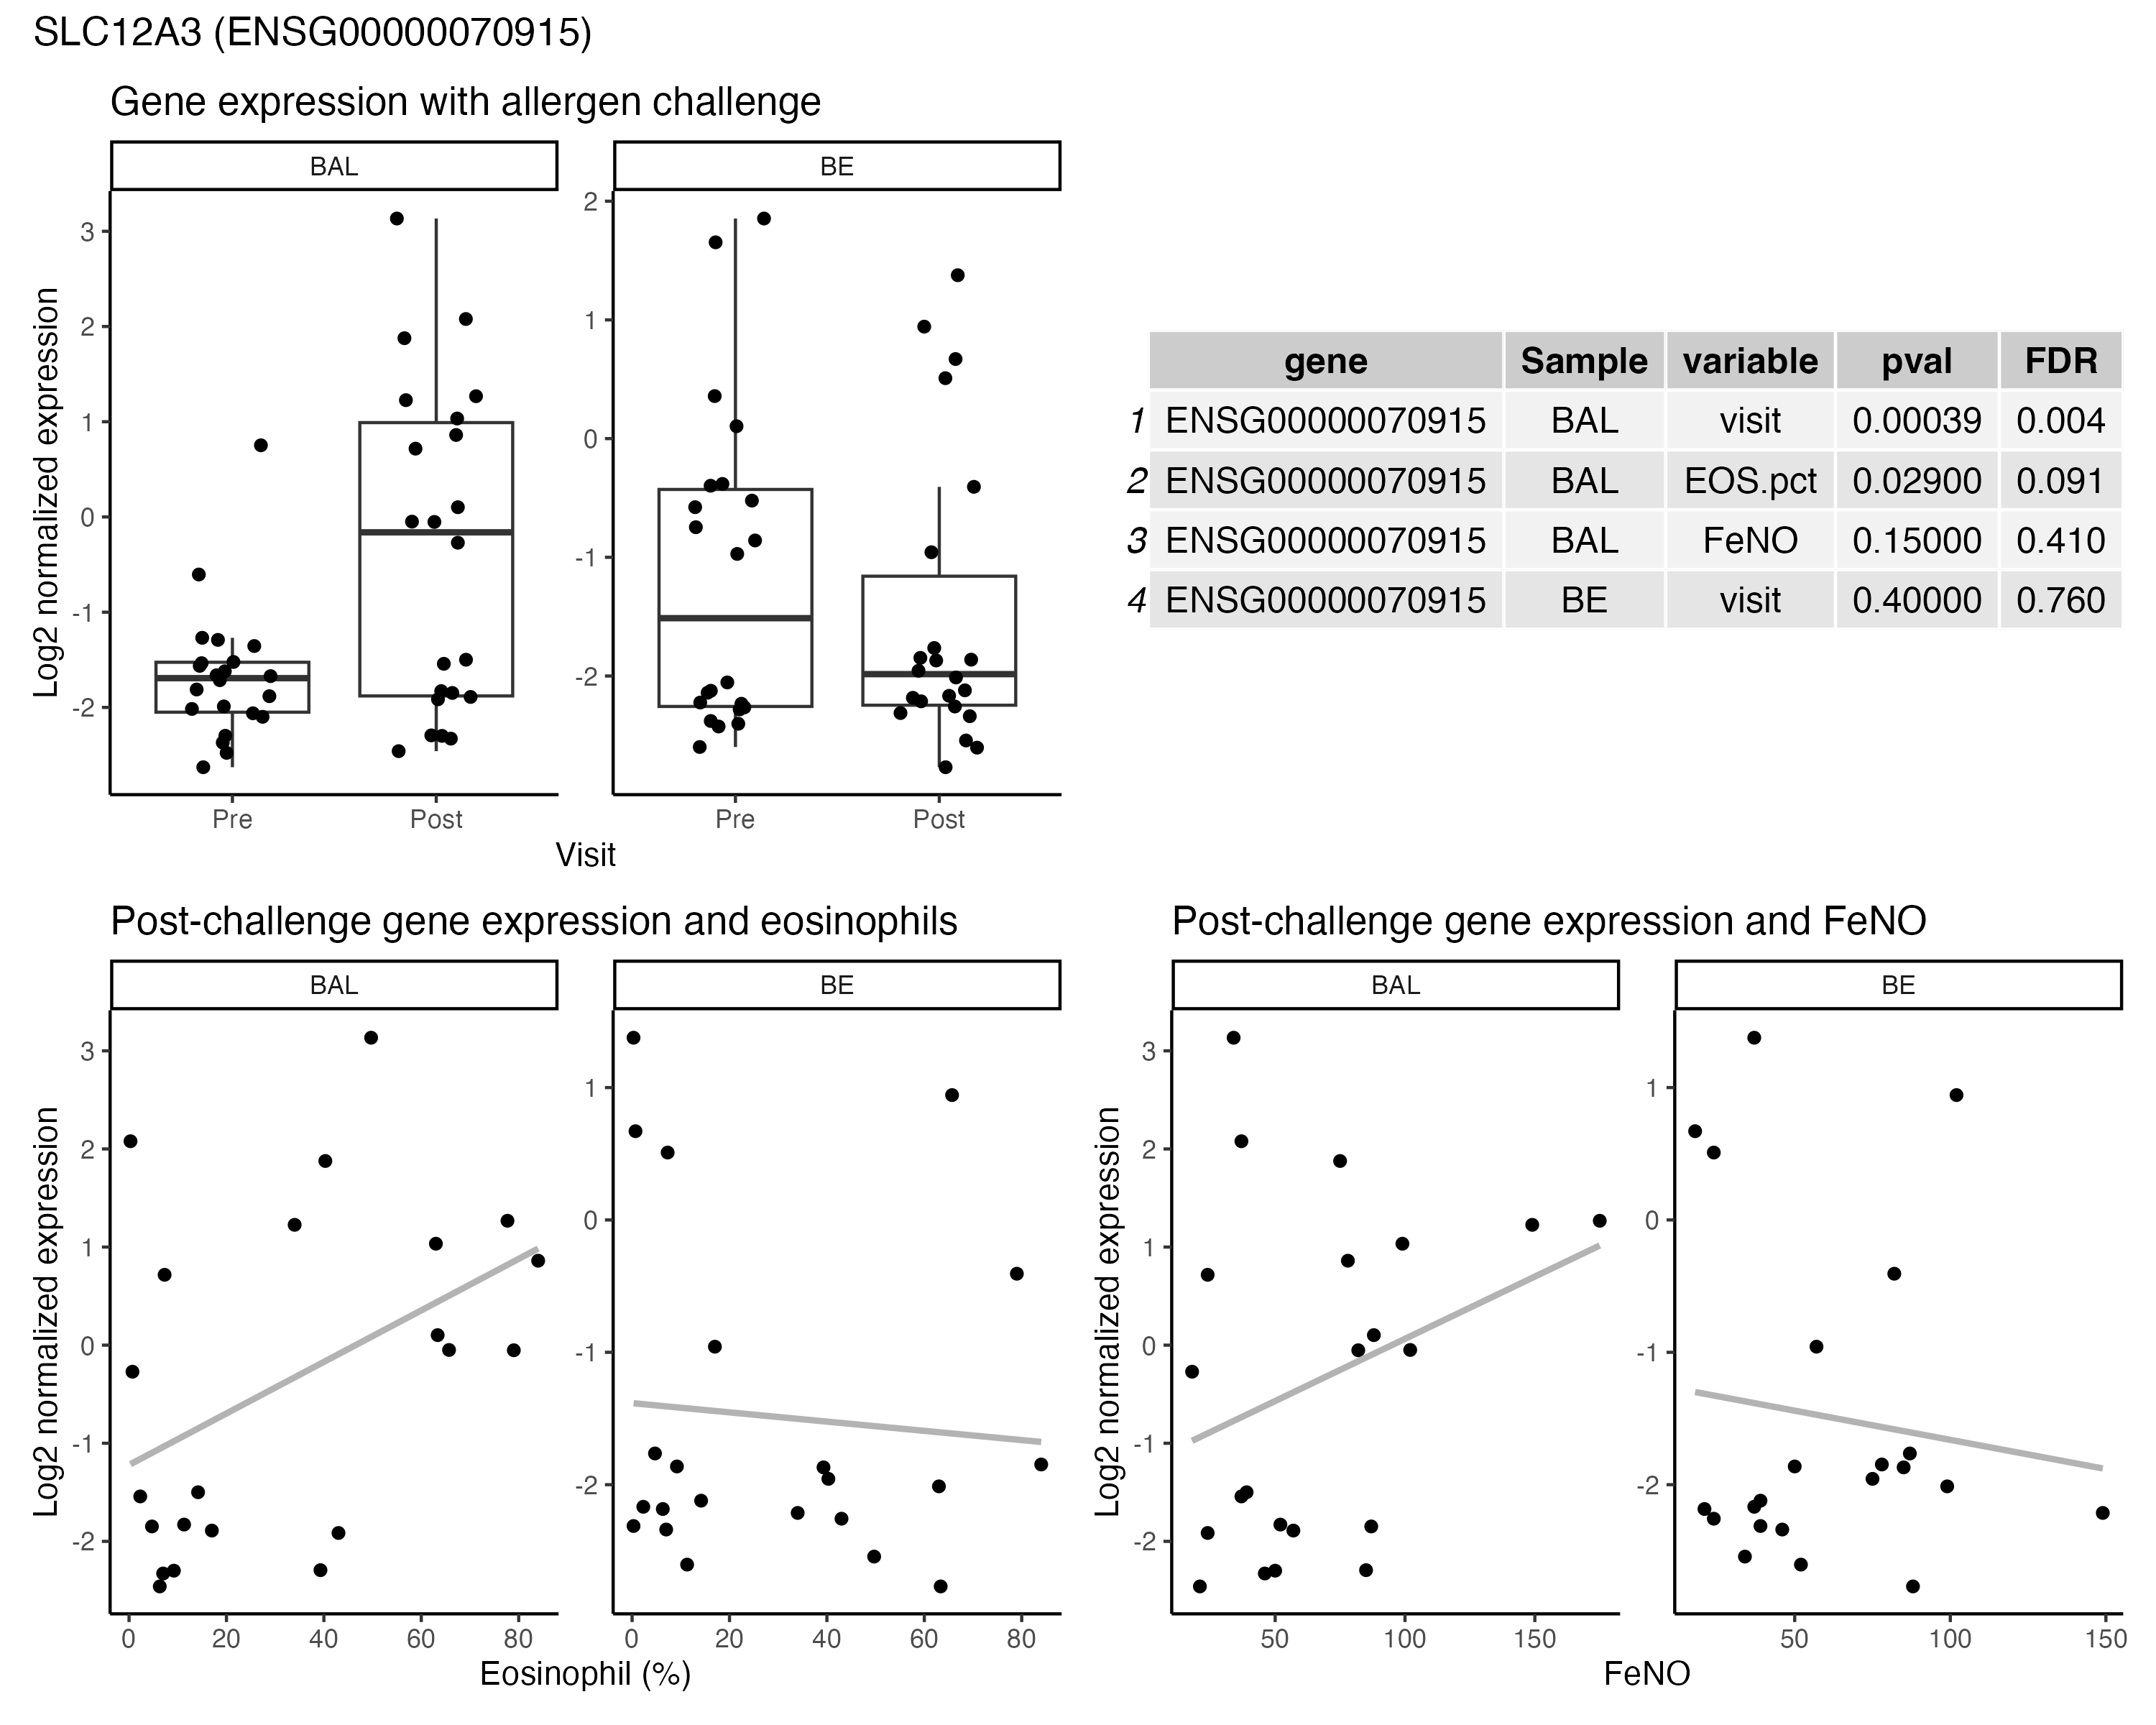 SLC12A3 (ENSG00000070915)
Gene expression with allergen challenge
BAL BE
Log2 normalized expression
3
2
1
0
-1
-2
2
1
0
-1
-2
Pre Post Pre Post
Visit
gene Sample variable pval FDR
1 ENSG00000070915 BAL visit 0.00039 0.004
2 ENSG00000070915 BAL EOS.pct 0.02900 0.091
3 ENSG00000070915 BAL FeNO 0.15000 0.410
4 ENSG00000070915 BE visit 0.40000 0.760
Post-challenge gene expression and eosinophils
BAL BE
Log2 normalized expression
3
2
1
0
-1
-2
1
0
-1
-2
0 20 40 60 80 0 20 40 60 80
Eosinophil (%)
Post-challenge gene expression and FeNO
BAL BE
Log2 normalized expression
3
2
1
0
-1
-2
1
0
-1
-2
50 100 150 50 100 150
FeNO